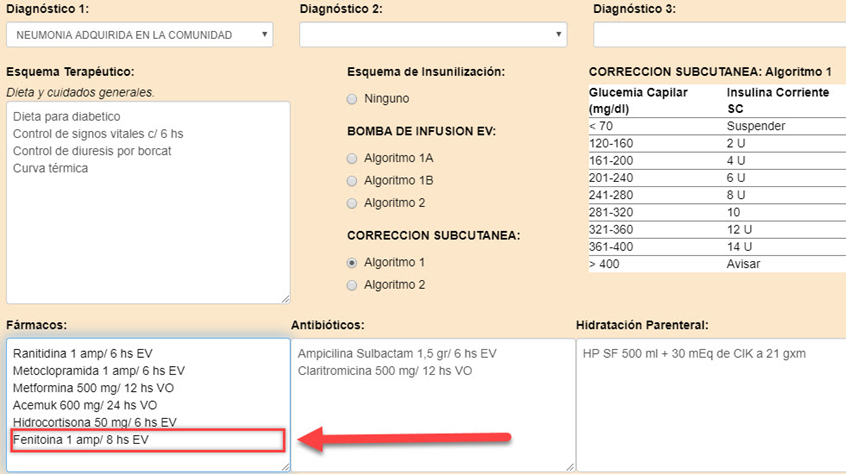 Diagnóstico 1:
Diagnóstico 2:
Diagnóstico 3:
NEUMONIA ADQUIRIDA EN LA COMUNIDAD
Esquema Terapéutico:
Dieta y cuidados generales.
Dieta para diabetico
Control de signos vitales c/ 6 hs
Control de diuresis por borcat
Curva térmica
Esquema de Insunilización:
Ninguno
BOMBA DE INFUSION EV:
Algoritmo 1A
Algoritmo 1B
Algoritmo 2
CORRECCION SUBCUTANEA:
Algoritmo 1
Algoritmo 2
CORRECCION SUBCUTANEA: Algoritmo 1
Glucemia Capilar (mg/dl) Insulina Corriente SC
< 70 Suspender
120-160 2 U
161-200 4 U
201-240 6 U
241-280 8 U
281-320 10
321-360 12 U
361-400 14 U
> 400 Avisar
Fármacos:
Ranitidina 1 amp/ 6 hs EV
Metoclopramida 1 amp/ 6 hs EV
Metformina 500 mg/ 12 hs VO
Acemuk 600 mg/ 24 hs VO
Hidrocortisona 50 mg/ 6 hs EV
Fenitoina 1 amp/ 8 hs EV
Antibióticos:
Ampicilina Sulbactam 1,5 gr/ 6 hs EV
Claritromicina 500 mg/ 12 hs VO
Hidratación Parenteral:
HP SF 500 ml + 30 mEq de ClK a 21 gxm